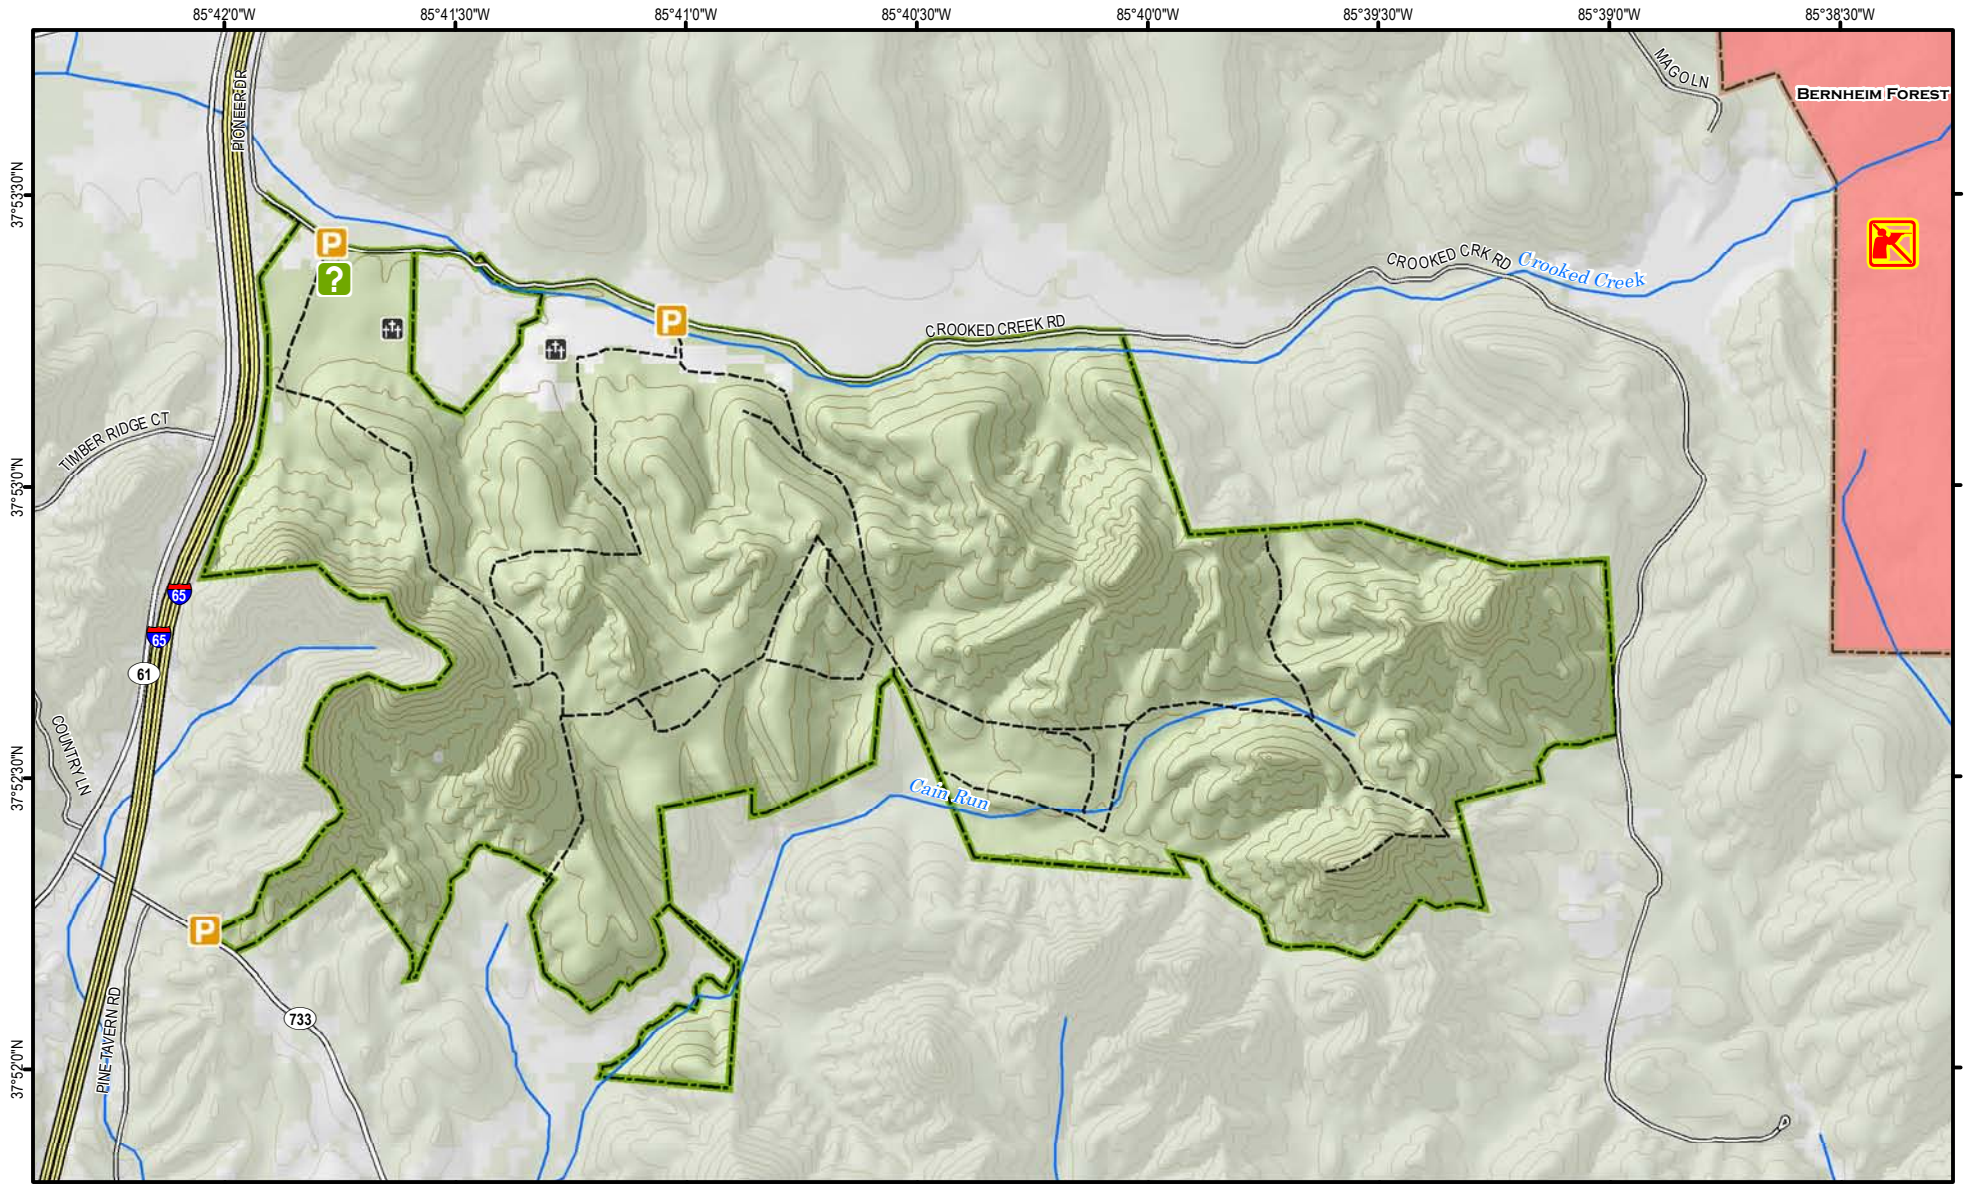 85°42'0"W
85°41'30"W
85°41'0"W
85°40'30"W
85°40'0"W
85°39'30"W
85°39'0"W
85°38'30"W
PIONEER DR
MAGO LN
BERNHEIM FOREST
37°53'30"N
P
?
CROOKED CRK RD
Crooked Creek
P
CROOKED CREEK RD
TIMBER RIDGE CT
37°53'0"N
65
65
61
COUNTRY LN
37°52'30"N
Cain Run
P
733
PINE TAVERN RD
37°52'0"N